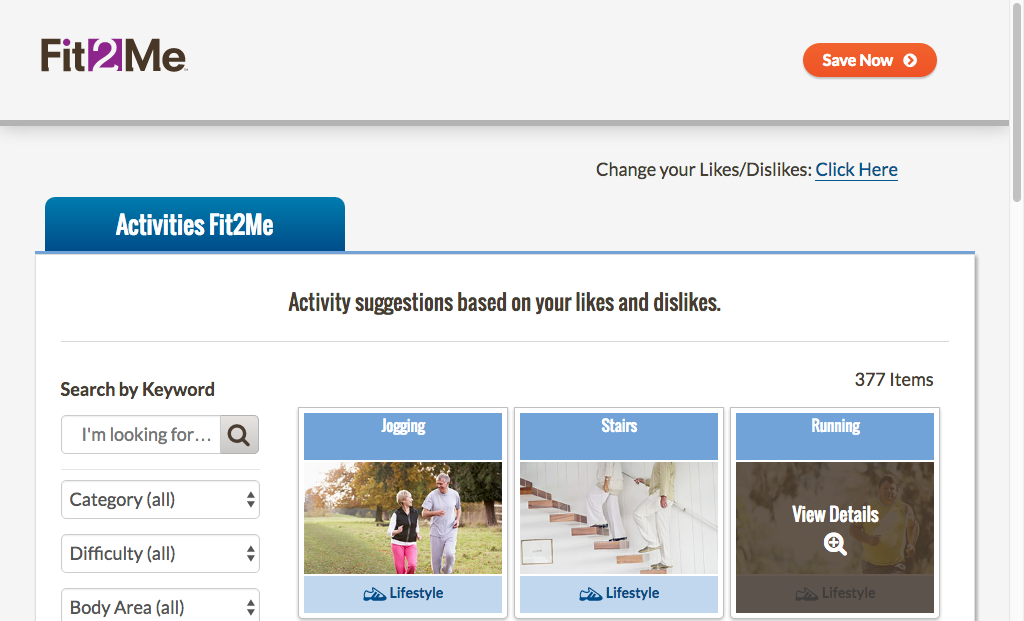 Fit2Me
Save Now
Change your Likes/Dislikes: Click Here
Activities Fit2Me
Activity suggestions based on your likes and dislikes.
377 Items
Search by Keyword
I'm looking for…
Category (all)
Difficulty (all)
Body Area (all)
Jogging
Lifestyle
Stairs
Lifestyle
Running
View Details
Lifestyle